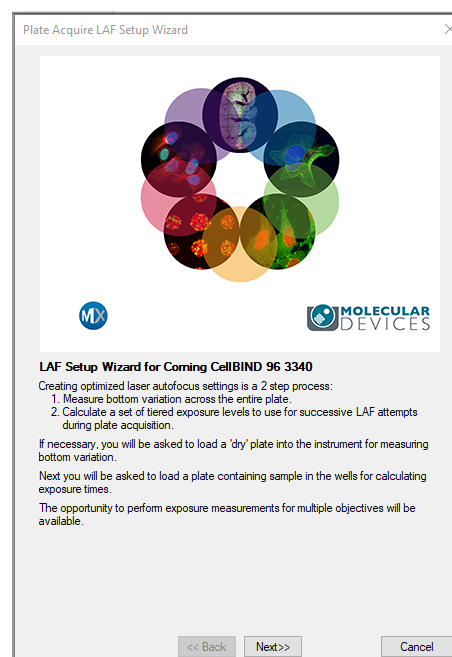 Plate Acquire LAF Setup Wizard
MX
MOLECULAR
DEVICES
LAF Setup Wizard for Corning CellBIND 96 3340
Creating optimized laser autofocus settings is a 2 step process:
1. Measure bottom variation across the entire plate.
2. Calculate a set of tiered exposure levels to use for successive LAF attempts
during plate acquisition.
If necessary, you will be asked to load a 'dry' plate into the instrument for measuring
bottom variation.
Next you will be asked to load a plate containing sample in the wells for calculating
exposure times.
The opportunity to perform exposure measurements for multiple objectives will be
available.
<< Back
Next>>
Cancel